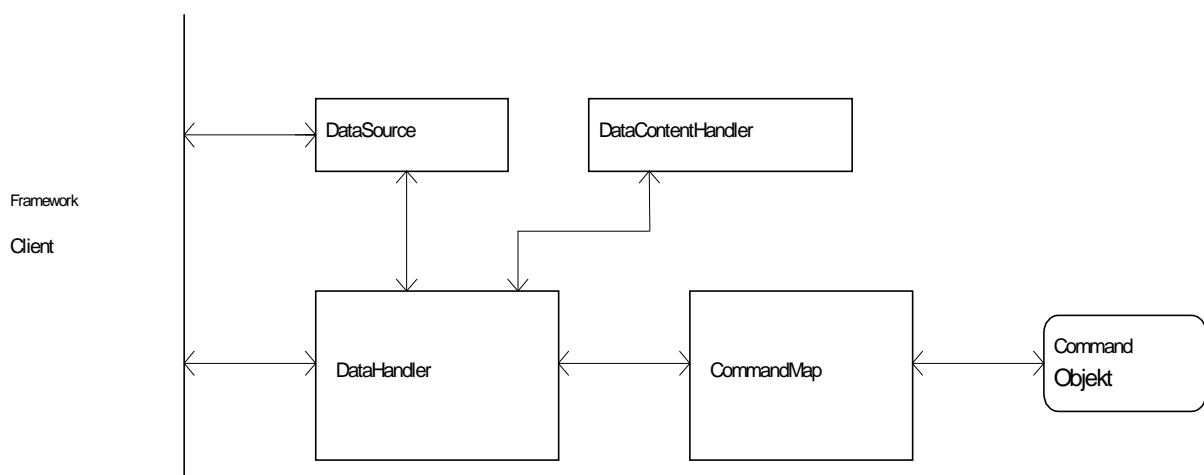 DataSource
DataContentHandler
Framework
Client
DataHandler
CommandMap
Command
Objekt